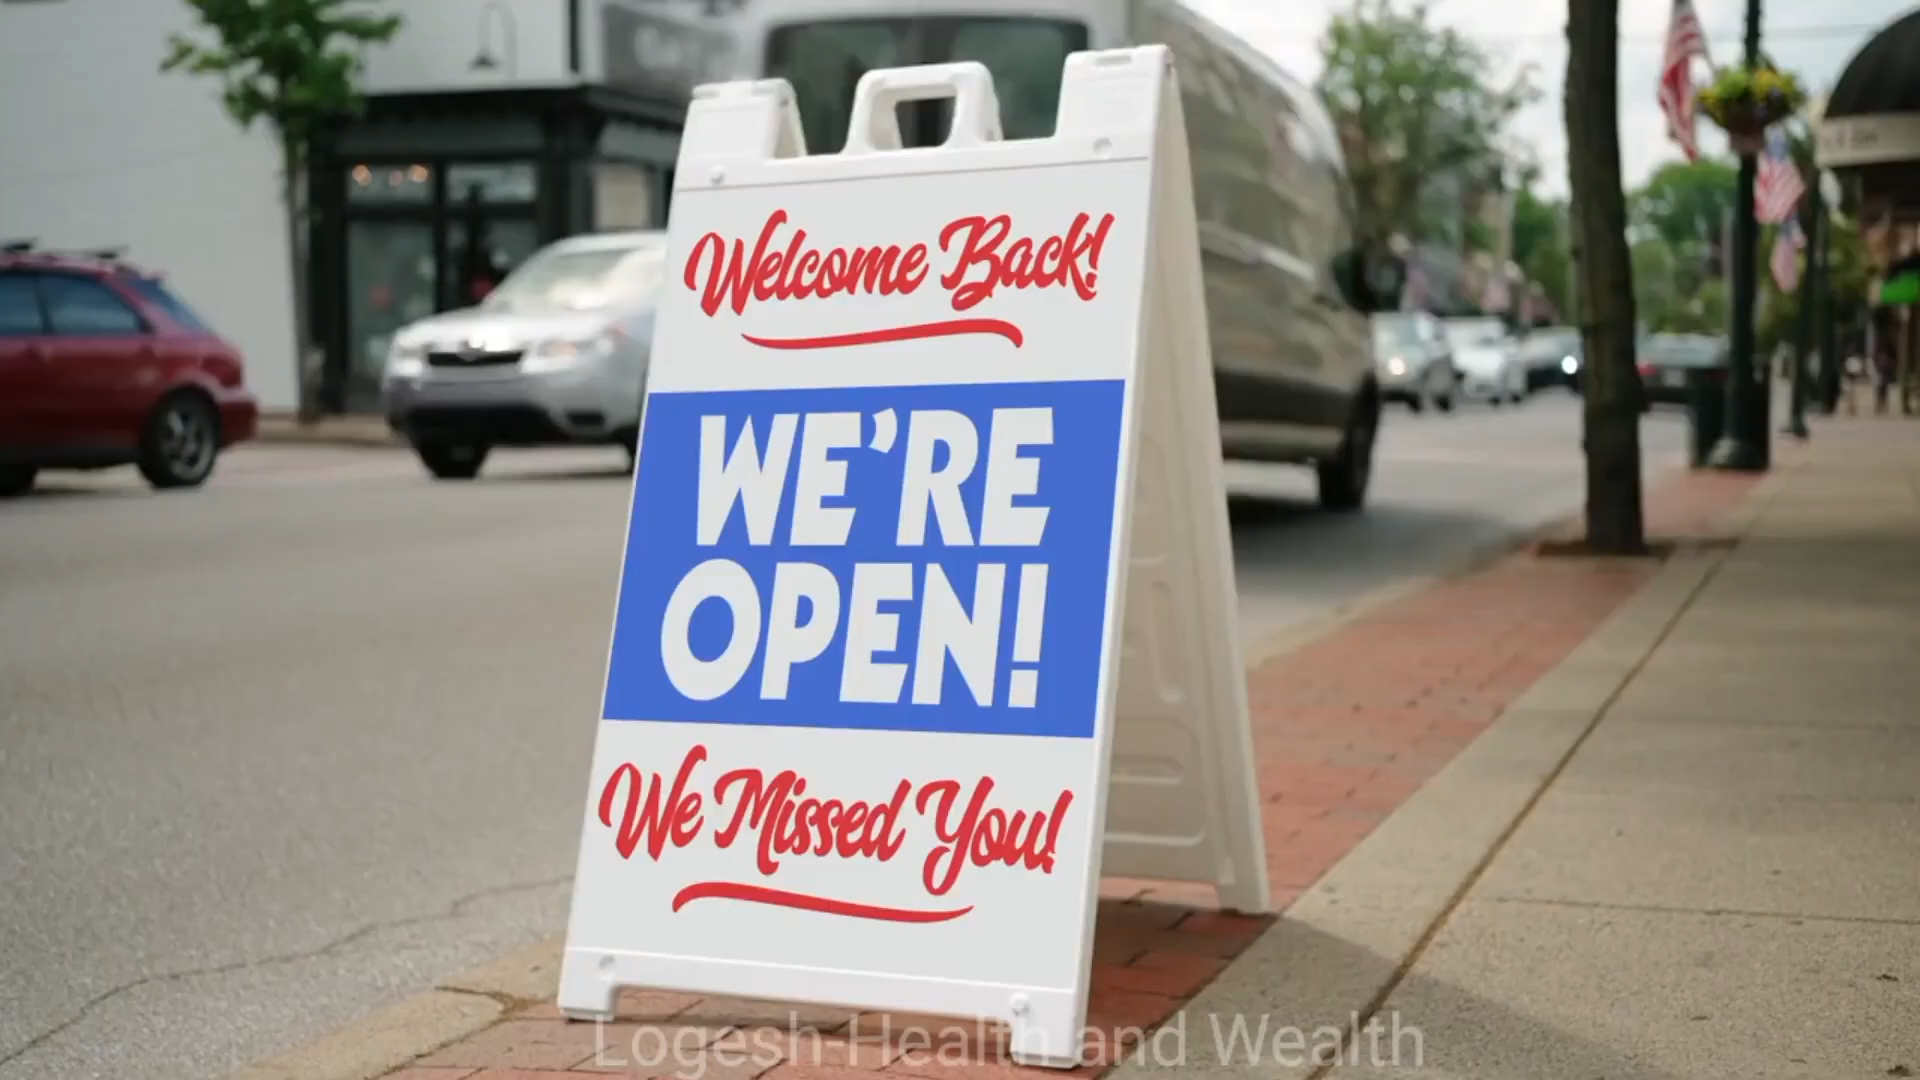 Welcome Back!
WE'RE
OPEN!
We Missed You!
Logesh-Health and Wealth